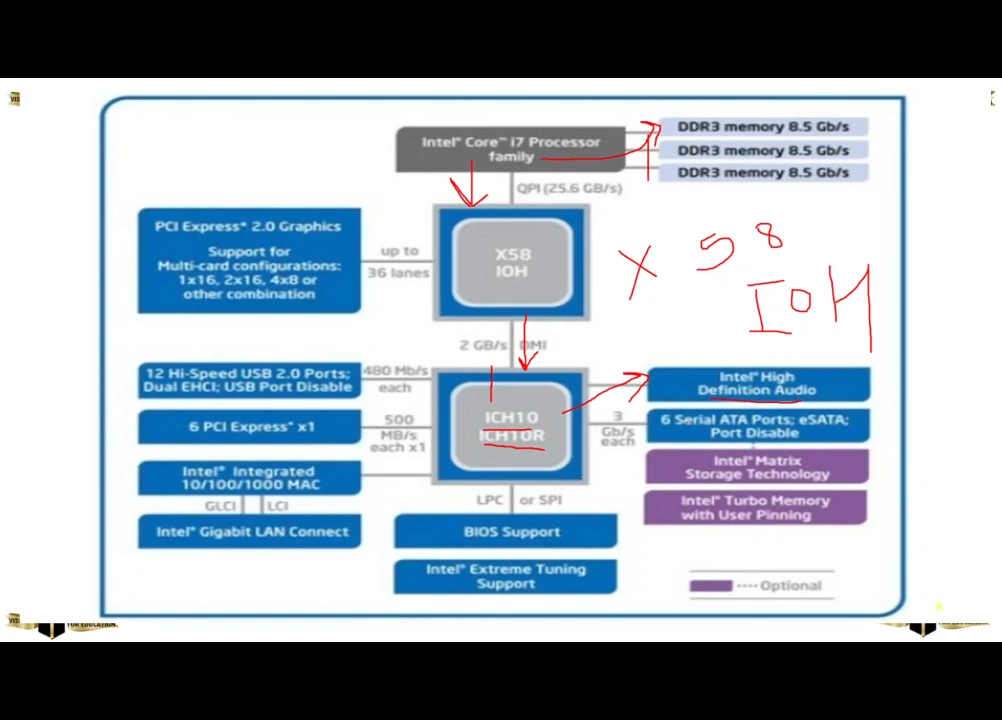 VIS
Intel® Core™ i7 Processor
family
DDR3 memory 8.5 Gb/s
DDR3 memory 8.5 Gb/s
DDR3 memory 8.5 Gb/s
QPI (25.6 GB/s)
PCI Express* 2.0 Graphics
Support for
Multi-card configurations:
1x16, 2x16, 4x8 or
other combination
up to
36 lanes
X58
IOH
X 58
IOH
2 GB/s DMI
12 Hi-Speed USB 2.0 Ports;
Dual EHCI; USB Port Disable
480 Mb/s
each
6 PCI Express* x1
500
MB/s
each x1
Intel® Integrated
10/100/1000 MAC
GLCI LCI
Intel® Gigabit LAN Connect
ICH10
ICH10R
Intel® High
Definition Audio
3
Gb/s
each
6 Serial ATA Ports; eSATA;
Port Disable
Intel® Matrix
Storage Technology
Intel® Turbo Memory
with User Pinning
LPC or SPI
BIOS Support
Intel® Extreme Tuning
Support
---- Optional
VIS
FOR EDUCATION